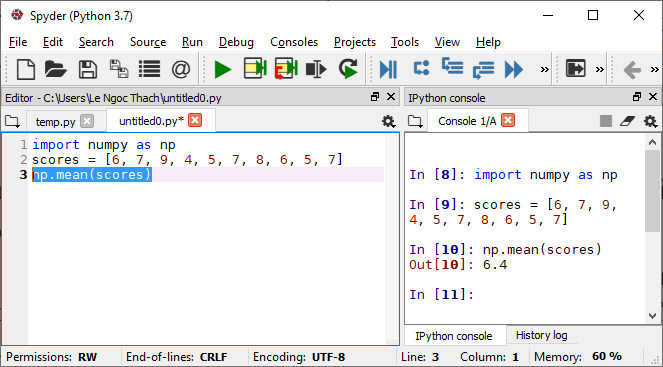 Spyder (Python 3.7)
File Edit Search Source Run Debug Consoles Projects Tools View Help
Editor - C:\Users\Le Ngoc Thach\untitled0.py
temp.py untitled0.py*
1 import numpy as np
2 scores = [6, 7, 9, 4, 5, 7, 8, 6, 5, 7]
3 np.mean(scores)
IPython console
Console 1/A
In [8]: import numpy as np
In [9]: scores = [6, 7, 9,
4, 5, 7, 8, 6, 5, 7]
In [10]: np.mean(scores)
Out[10]: 6.4
In [11]:
IPython console History log
Permissions: RW End-of-lines: CRLF Encoding: UTF-8 Line: 3 Column: 1 Memory: 60 %